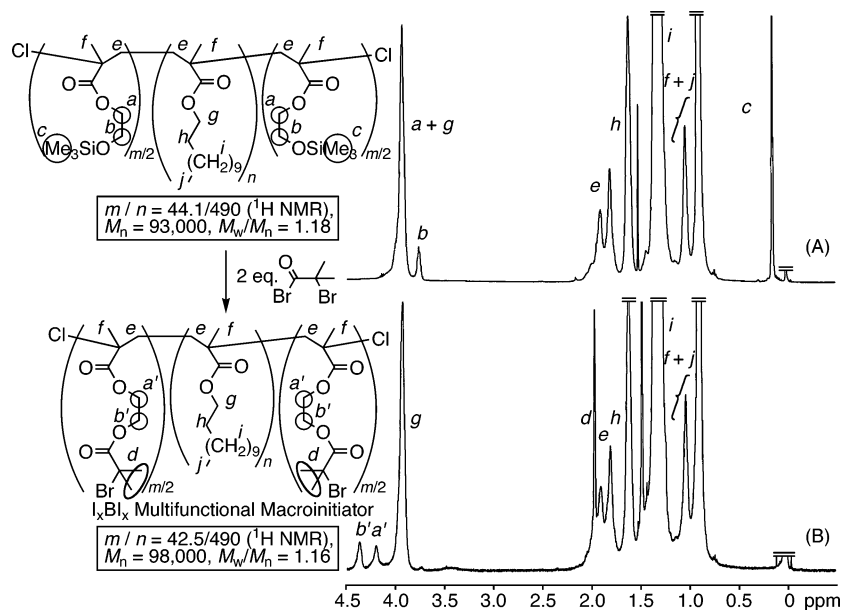 f e e f f
Cl Cl
O O O
O a O g a O
b h i b
c Me3SiO m/2 (CH2)9 OSiMe3 c m/2
j n
m / n = 44.1/490 (1H NMR),
Mn = 93,000, Mw/Mn = 1.18
2 eq. O
Br Br
a + g
b
e
h
i
f + j
c
(A)
f e e f f
Cl Cl
O O O
O a' O g a' O
b' h i b'
O (CH2)9 O
O d j n d O
Br m/2 Br m/2
IxBIx Multifunctional Macroinitiator
m / n = 42.5/490 (1H NMR),
Mn = 98,000, Mw/Mn = 1.16
b' a'
g
d
e
h
i
f + j
(B)
4.5 4.0 3.5 3.0 2.5 2.0 1.5 1.0 0.5 0 ppm